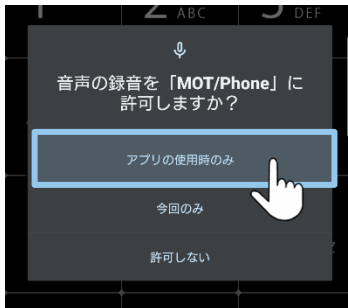 1 2 ABC 3 DEF
音声の録音を「MOT/Phone」に
許可しますか？
アプリの使用時のみ
今回のみ
許可しない